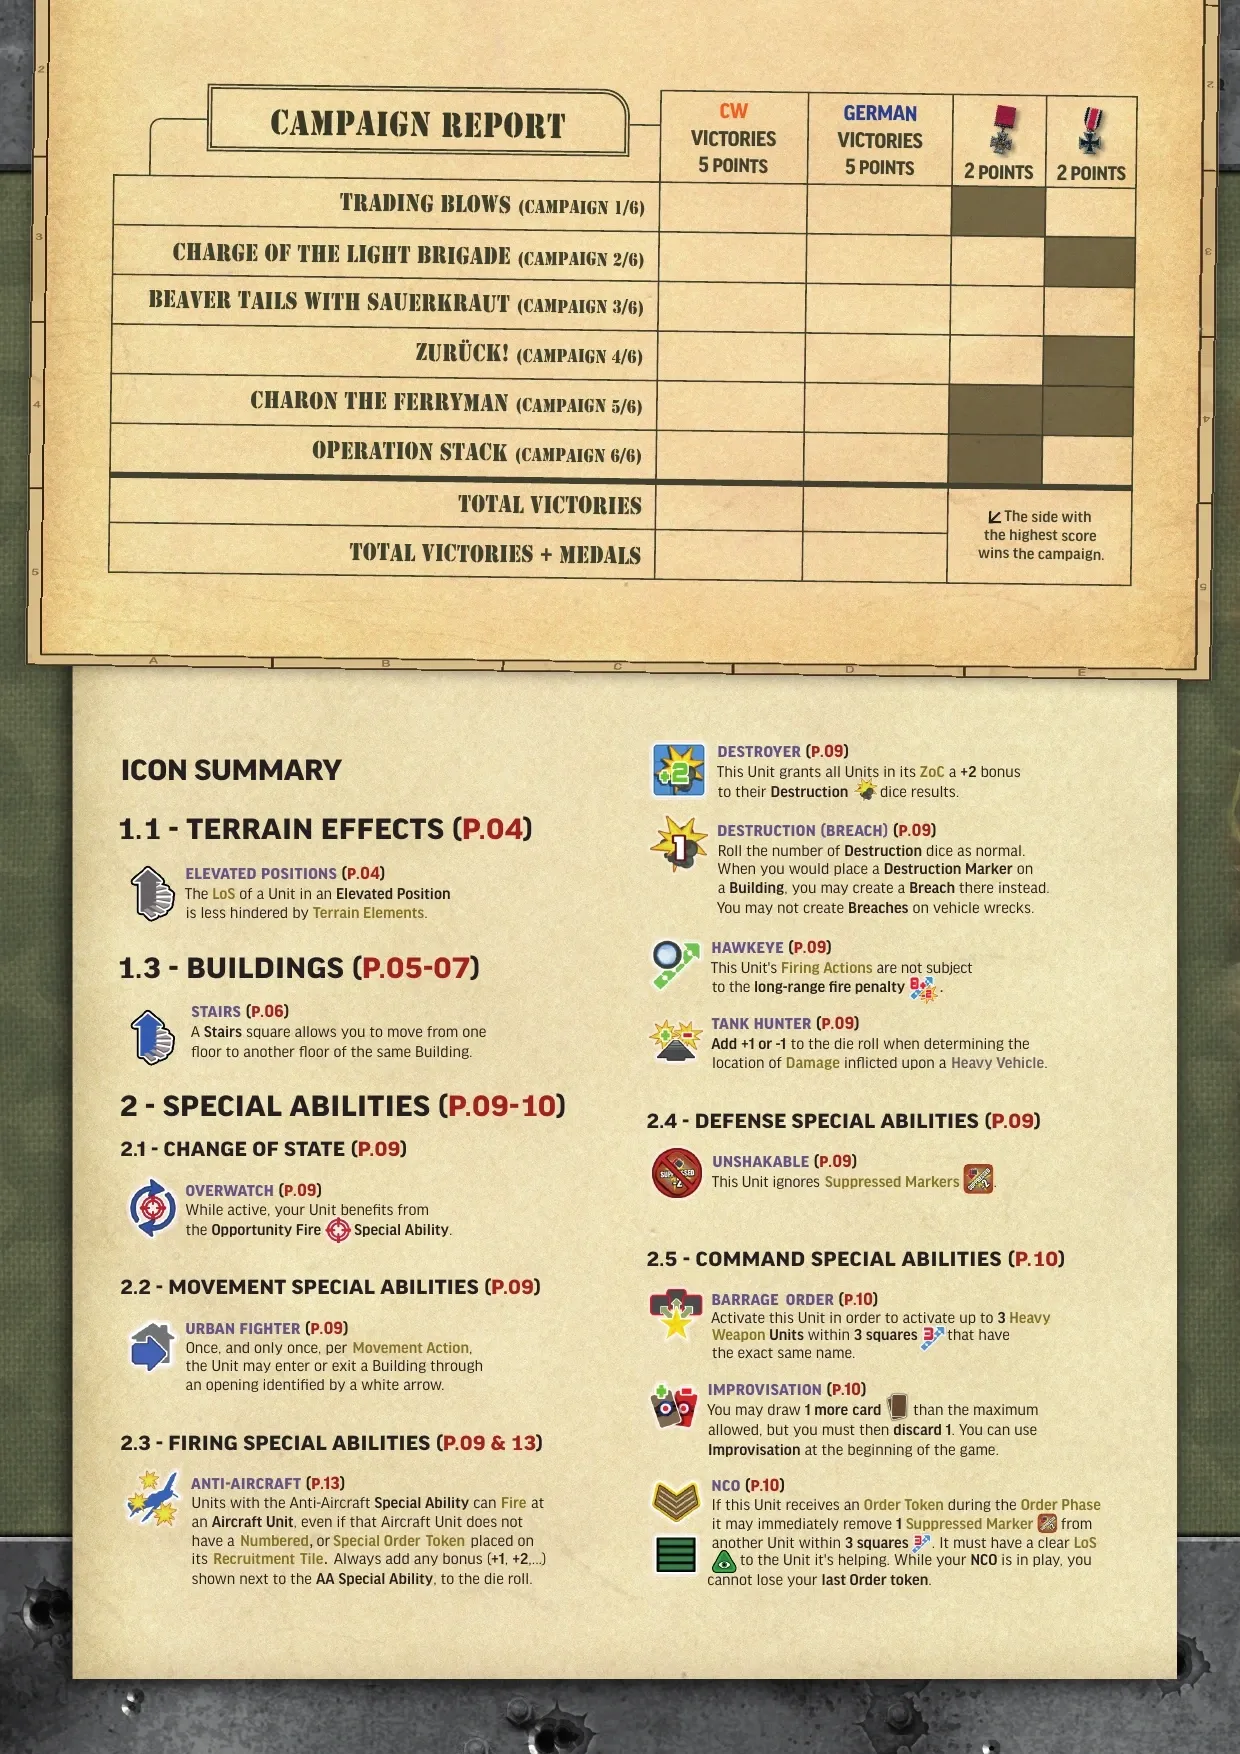 CAMPAIGN REPORT
CW
VICTORIES
5 POINTS
GERMAN
VICTORIES
5 POINTS
2 POINTS
2 POINTS
TRADING BLOWS (CAMPAIGN 1/6)
CHARGE OF THE LIGHT BRIGADE (CAMPAIGN 2/6)
BEAVER TAILS WITH SAUERKRAUT (CAMPAIGN 3/6)
ZURÜCK! (CAMPAIGN 4/6)
CHARON THE FERRYMAN (CAMPAIGN 5/6)
OPERATION STACK (CAMPAIGN 6/6)
TOTAL VICTORIES
TOTAL VICTORIES + MEDALS
The side with
the highest score
wins the campaign.
2
3
4
5
2
3
4
5
A
B
C
D
E
ICON SUMMARY
1.1 - TERRAIN EFFECTS (P.04)
ELEVATED POSITIONS (P.04)
The LoS of a Unit in an Elevated Position
is less hindered by Terrain Elements.
1.3 - BUILDINGS (P.05-07)
STAIRS (P.06)
A Stairs square allows you to move from one
floor to another floor of the same Building.
2 - SPECIAL ABILITIES (P.09-10)
2.1 - CHANGE OF STATE (P.09)
OVERWATCH (P.09)
While active, your Unit benefits from
the Opportunity Fire Special Ability.
2.2 - MOVEMENT SPECIAL ABILITIES (P.09)
URBAN FIGHTER (P.09)
Once, and only once, per Movement Action,
the Unit may enter or exit a Building through
an opening identified by a white arrow.
2.3 - FIRING SPECIAL ABILITIES (P.09 & 13)
ANTI-AIRCRAFT (P.13)
Units with the Anti-Aircraft Special Ability can Fire at
an Aircraft Unit, even if that Aircraft Unit does not
have a Numbered, or Special Order Token placed on
its Recruitment Tile. Always add any bonus (+1, +2,...)
shown next to the AA Special Ability, to the die roll.
+2
DESTROYER (P.09)
This Unit grants all Units in its ZoC a +2 bonus
to their Destruction dice results.
1
DESTRUCTION (BREACH) (P.09)
Roll the number of Destruction dice as normal.
When you would place a Destruction Marker on
a Building, you may create a Breach there instead.
You may not create Breaches on vehicle wrecks.
HAWKEYE (P.09)
This Unit's Firing Actions are not subject
to the long-range fire penalty .
TANK HUNTER (P.09)
Add +1 or -1 to the die roll when determining the
location of Damage inflicted upon a Heavy Vehicle.
2.4 - DEFENSE SPECIAL ABILITIES (P.09)
UNSHAKABLE (P.09)
This Unit ignores Suppressed Markers .
2.5 - COMMAND SPECIAL ABILITIES (P.10)
BARRAGE ORDER (P.10)
Activate this Unit in order to activate up to 3 Heavy
Weapon Units within 3 squares 3 that have
the exact same name.
IMPROVISATION (P.10)
You may draw 1 more card than the maximum
allowed, but you must then discard 1. You can use
Improvisation at the beginning of the game.
NCO (P.10)
If this Unit receives an Order Token during the Order Phase
it may immediately remove 1 Suppressed Marker from
another Unit within 3 squares 3 . It must have a clear LoS
to the Unit it's helping. While your NCO is in play, you
cannot lose your last Order token.